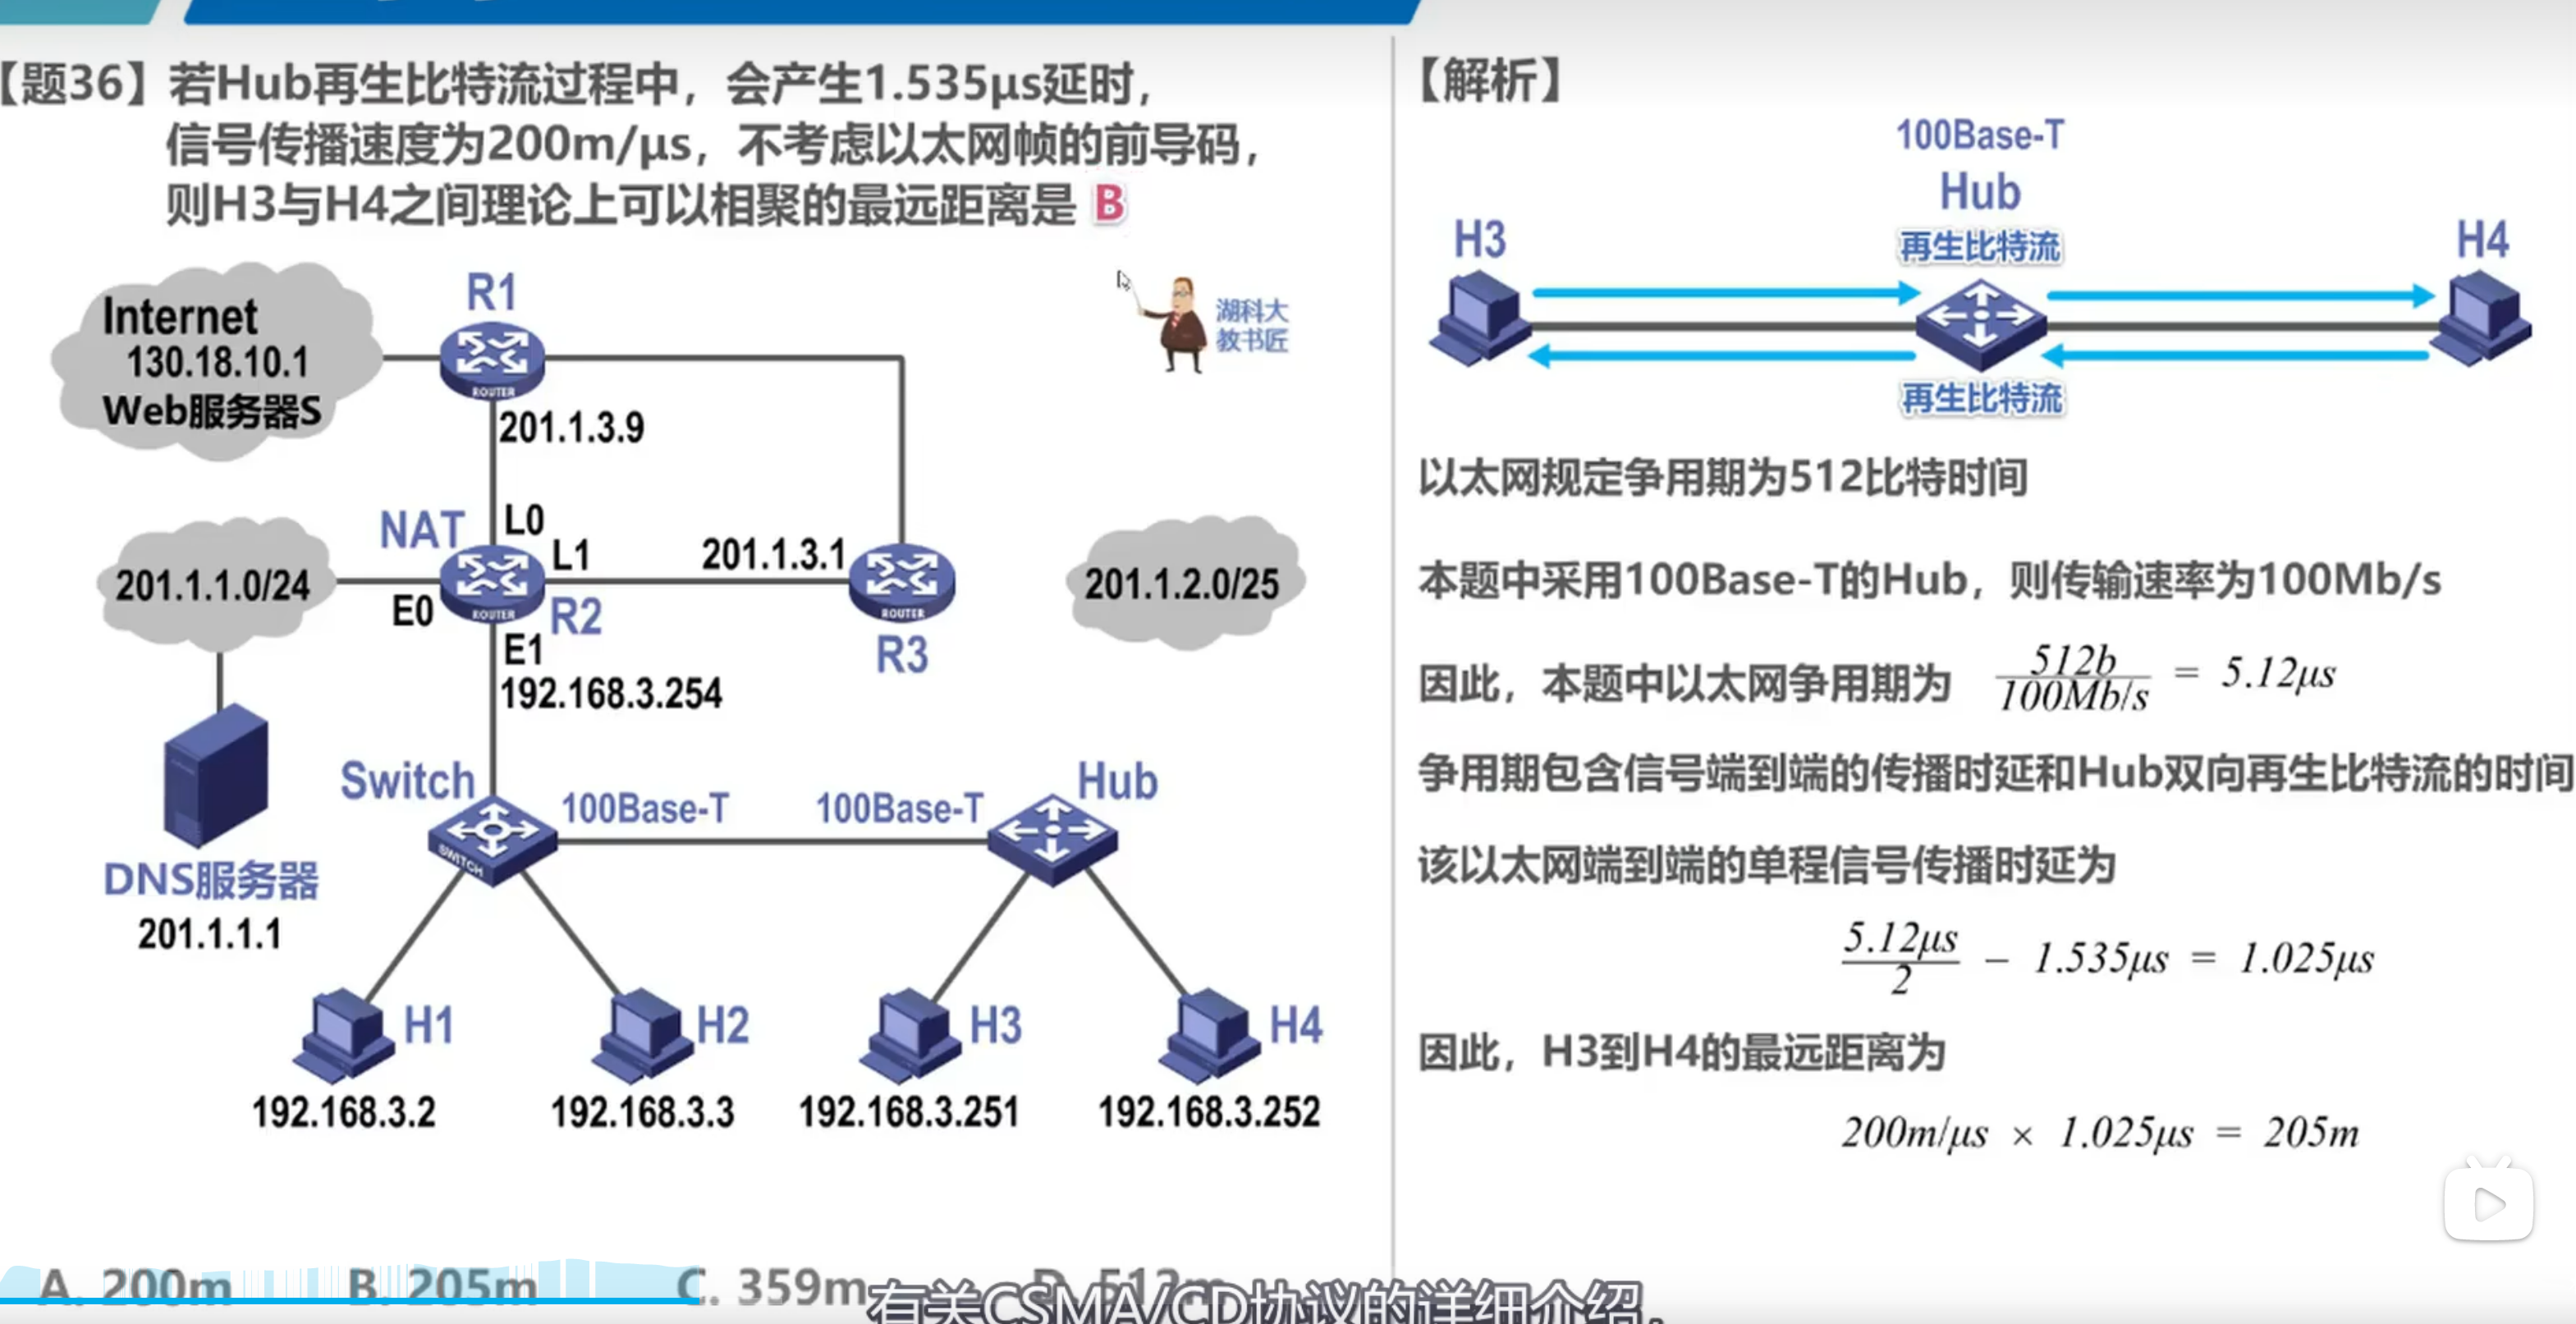 【题36】若Hub再生比特流过程中，会产生1.535μs延时，
信号传播速度为200m/μs，不考虑以太网帧的前导码，
则H3与H4之间理论上可以相聚的最远距离是 B
Internet
130.18.10.1
Web服务器S
R1
ROUTER
201.1.3.9
湖科大
教书匠
NAT
L0
L1
201.1.3.1
201.1.1.0/24
ROUTER
ROUTER
201.1.2.0/25
E0
R2
E1
R3
192.168.3.254
Switch
100Base-T
100Base-T
Hub
SWITCH
DNS服务器
201.1.1.1
H1
H2
H3
H4
192.168.3.2
192.168.3.3
192.168.3.251
192.168.3.252
A. 200m
B. 205m
C. 359m
D. 512m
【解析】
100Base-T
Hub
H3
再生比特流
H4
再生比特流
以太网规定争用期为512比特时间
本题中采用100Base-T的Hub，则传输速率为100Mb/s
因此，本题中以太网争用期为 512b/100Mb/s = 5.12μs
争用期包含信号端到端的传播时延和Hub双向再生比特流的时间
该以太网端到端的单程信号传播时延为
5.12μs/2 − 1.535μs = 1.025μs
因此，H3到H4的最远距离为
200m/μs × 1.025μs = 205m
有关CSMA/CD协议的详细介绍，